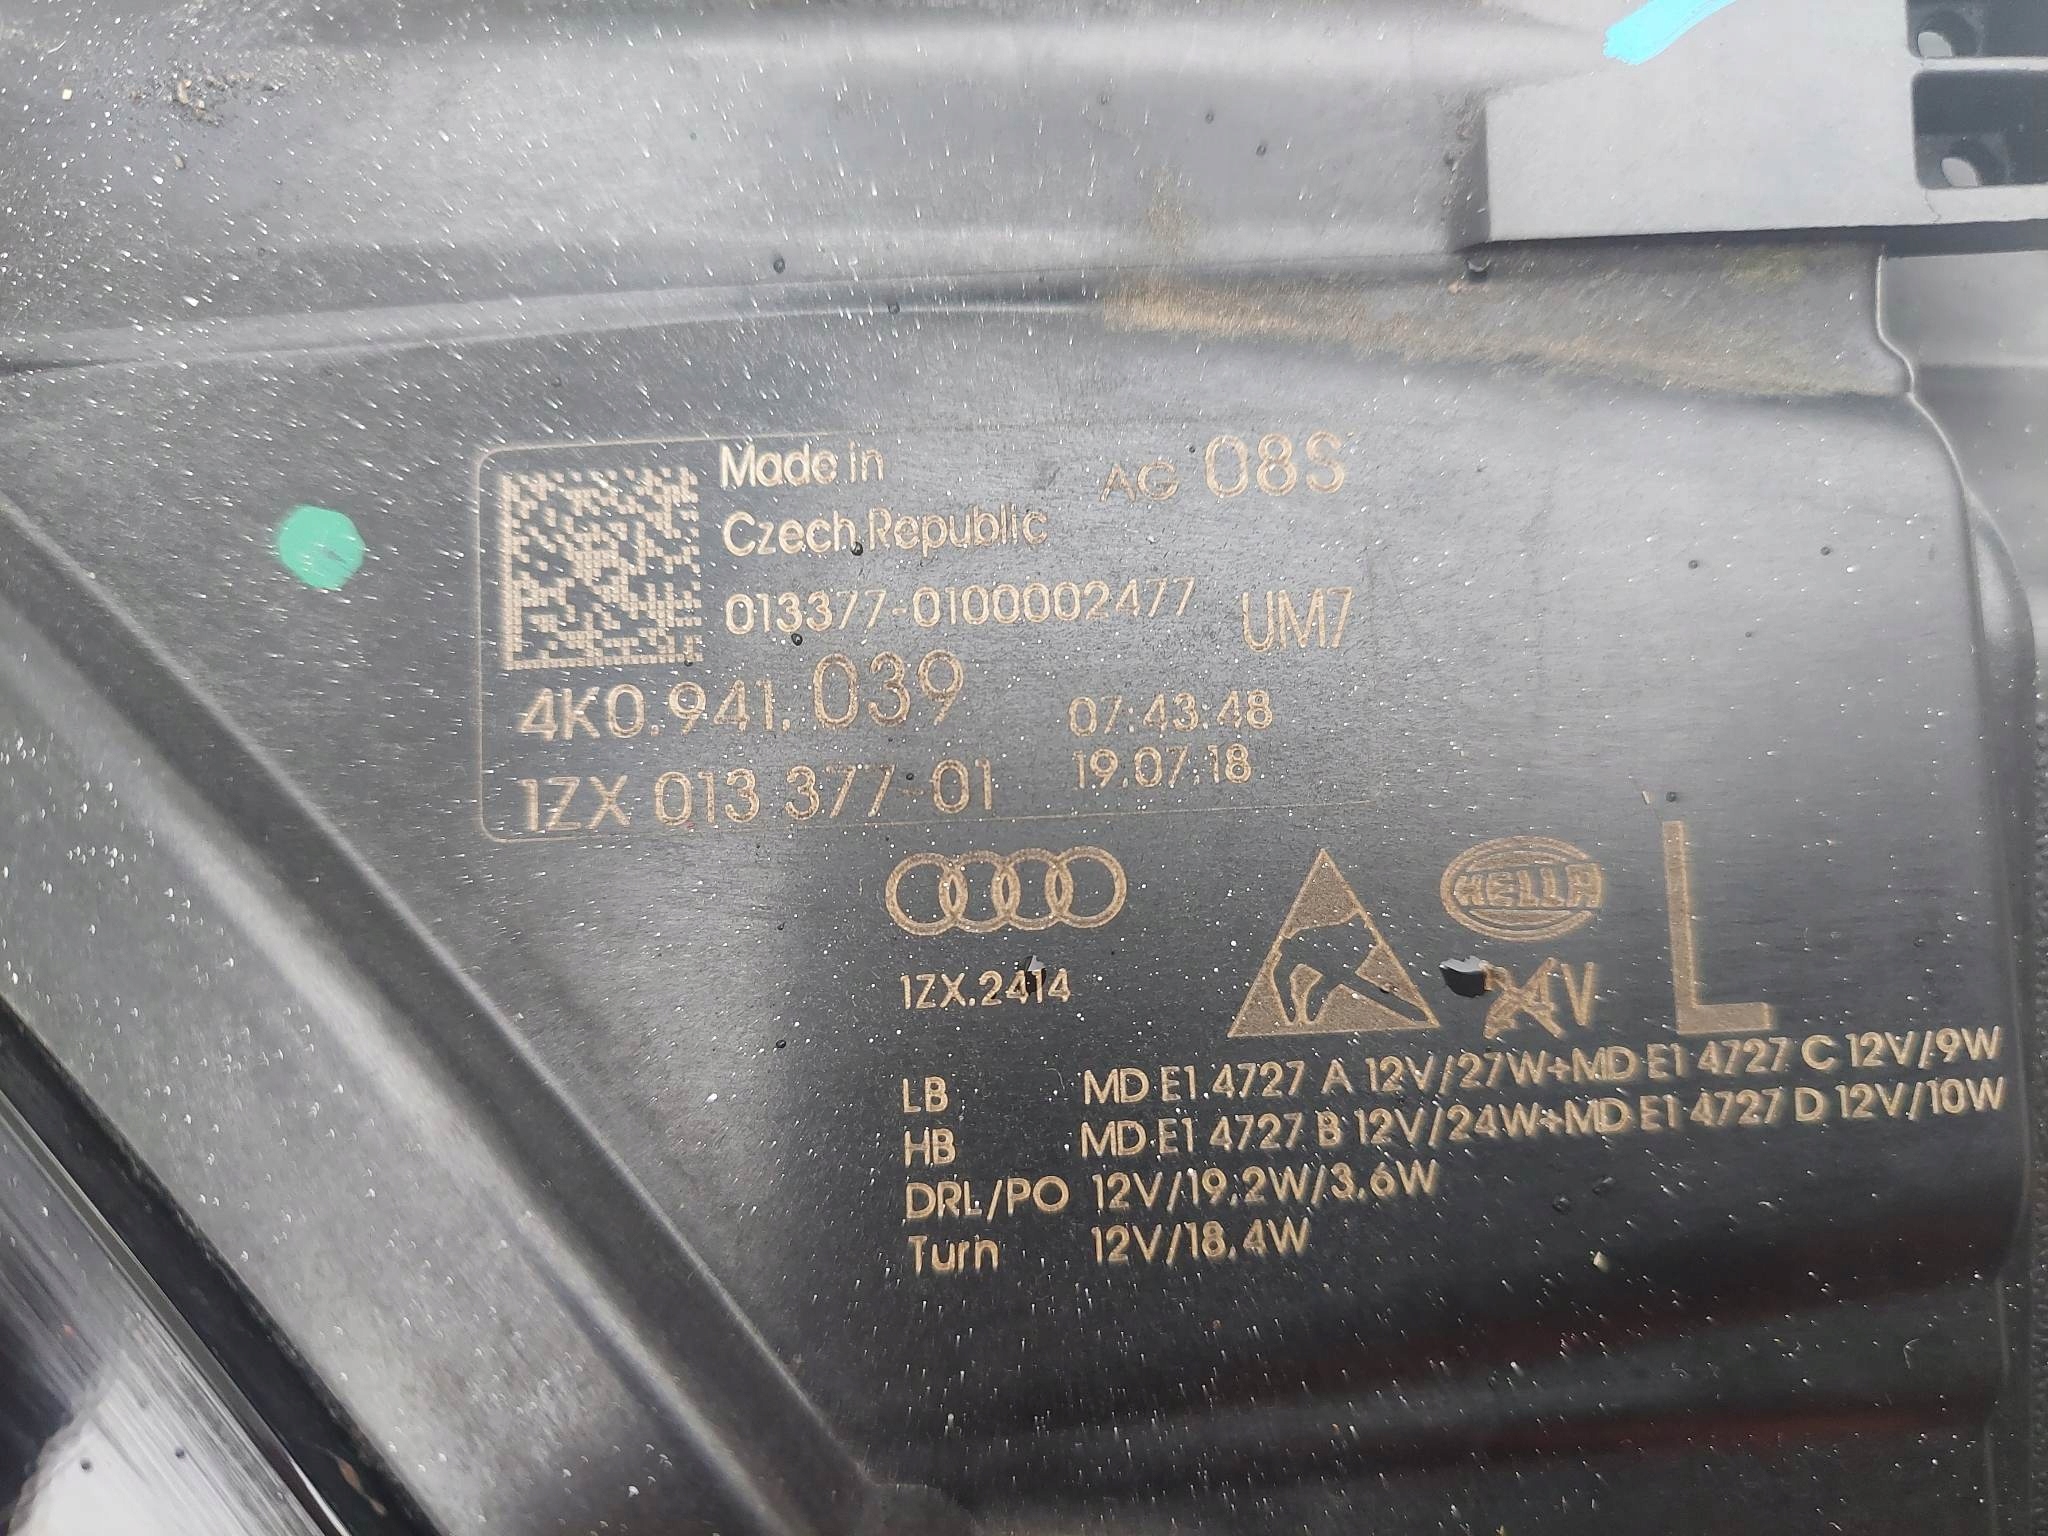 Made in
Czech Republic
AG 08S
013377-0100002477
UM7
4K0.941.039
07:43:48
1ZX 013 377-01
19.07.18
HELLA
1ZX.2414
24V
L
LB MD E1 4727 A 12V/27W+MD E1 4727 C 12V/9W
HB MD E1 4727 B 12V/24W+MD E1 4727 D 12V/10W
DRL/PO 12V/19,2W/3,6W
Turn 12V/18,4W